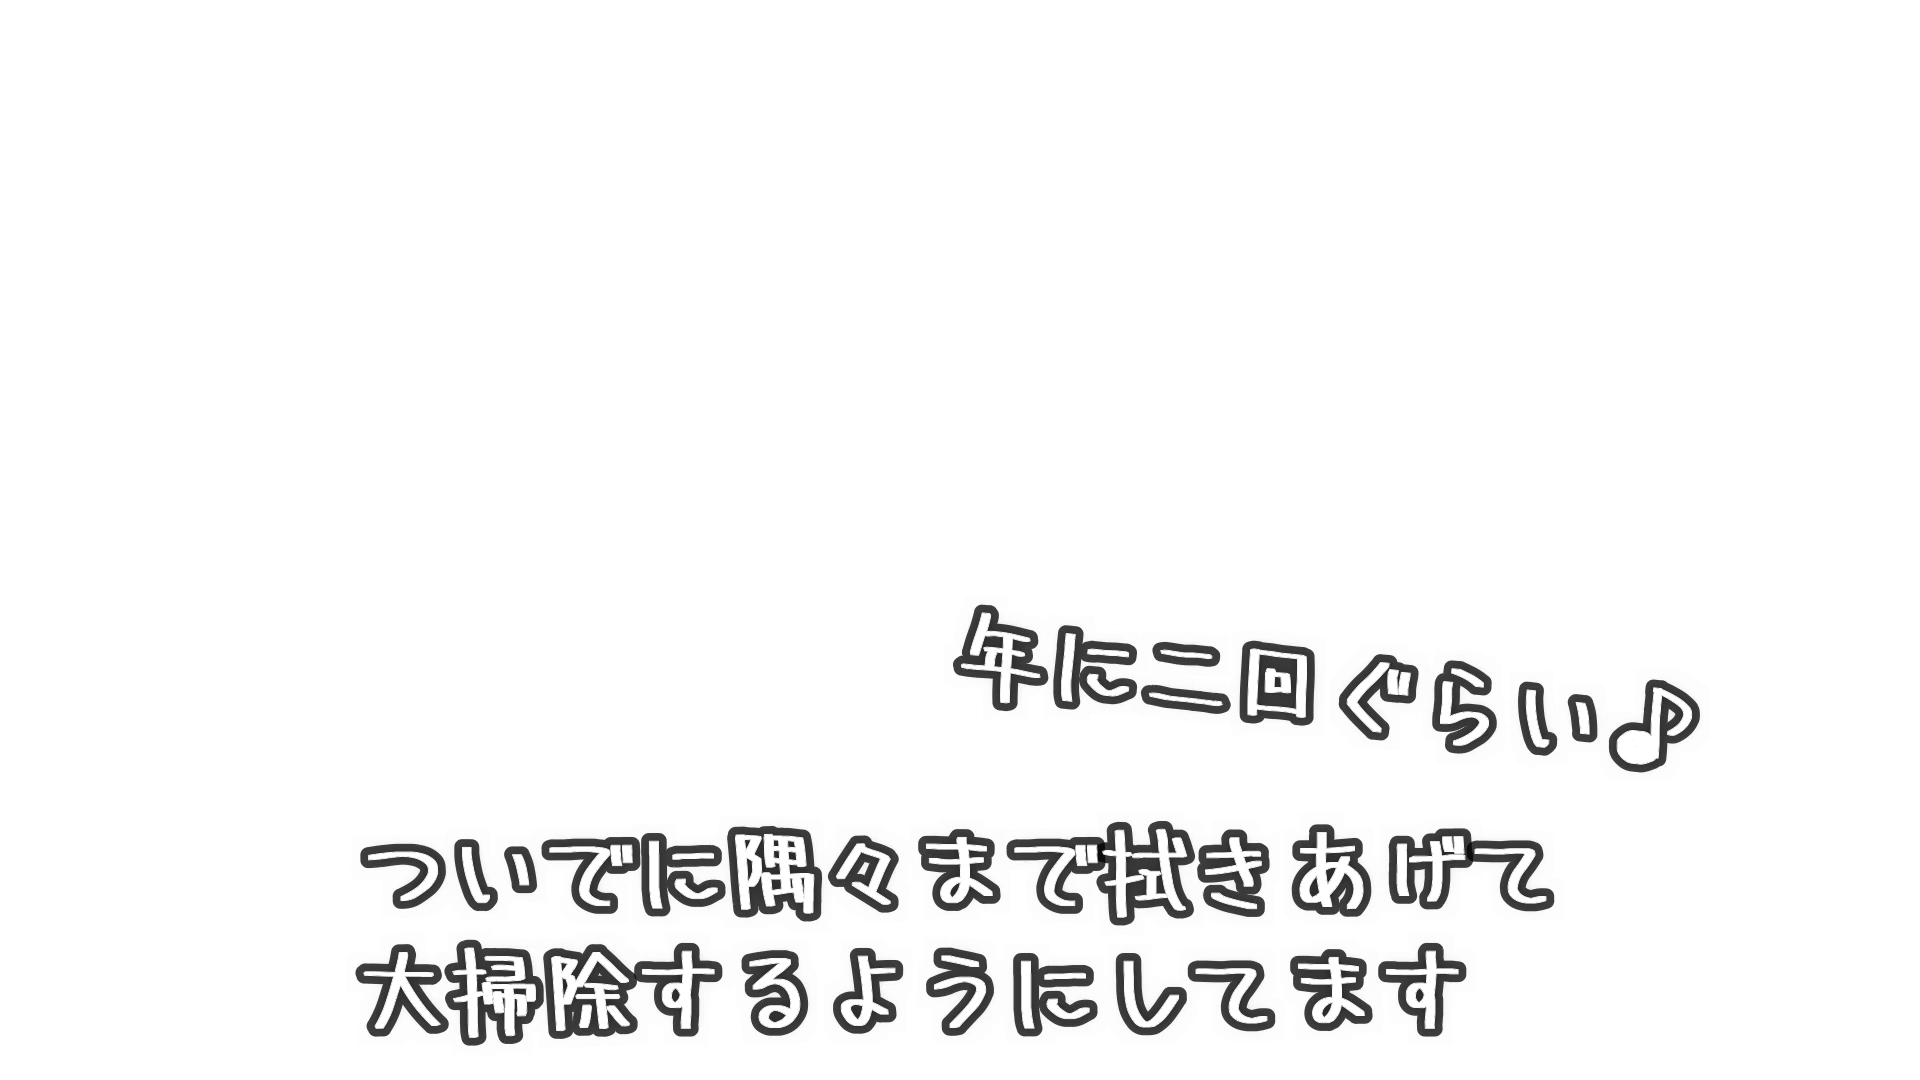 年に二回ぐらい♪
ついでに隅々まで拭きあげて
大掃除するようにしてます